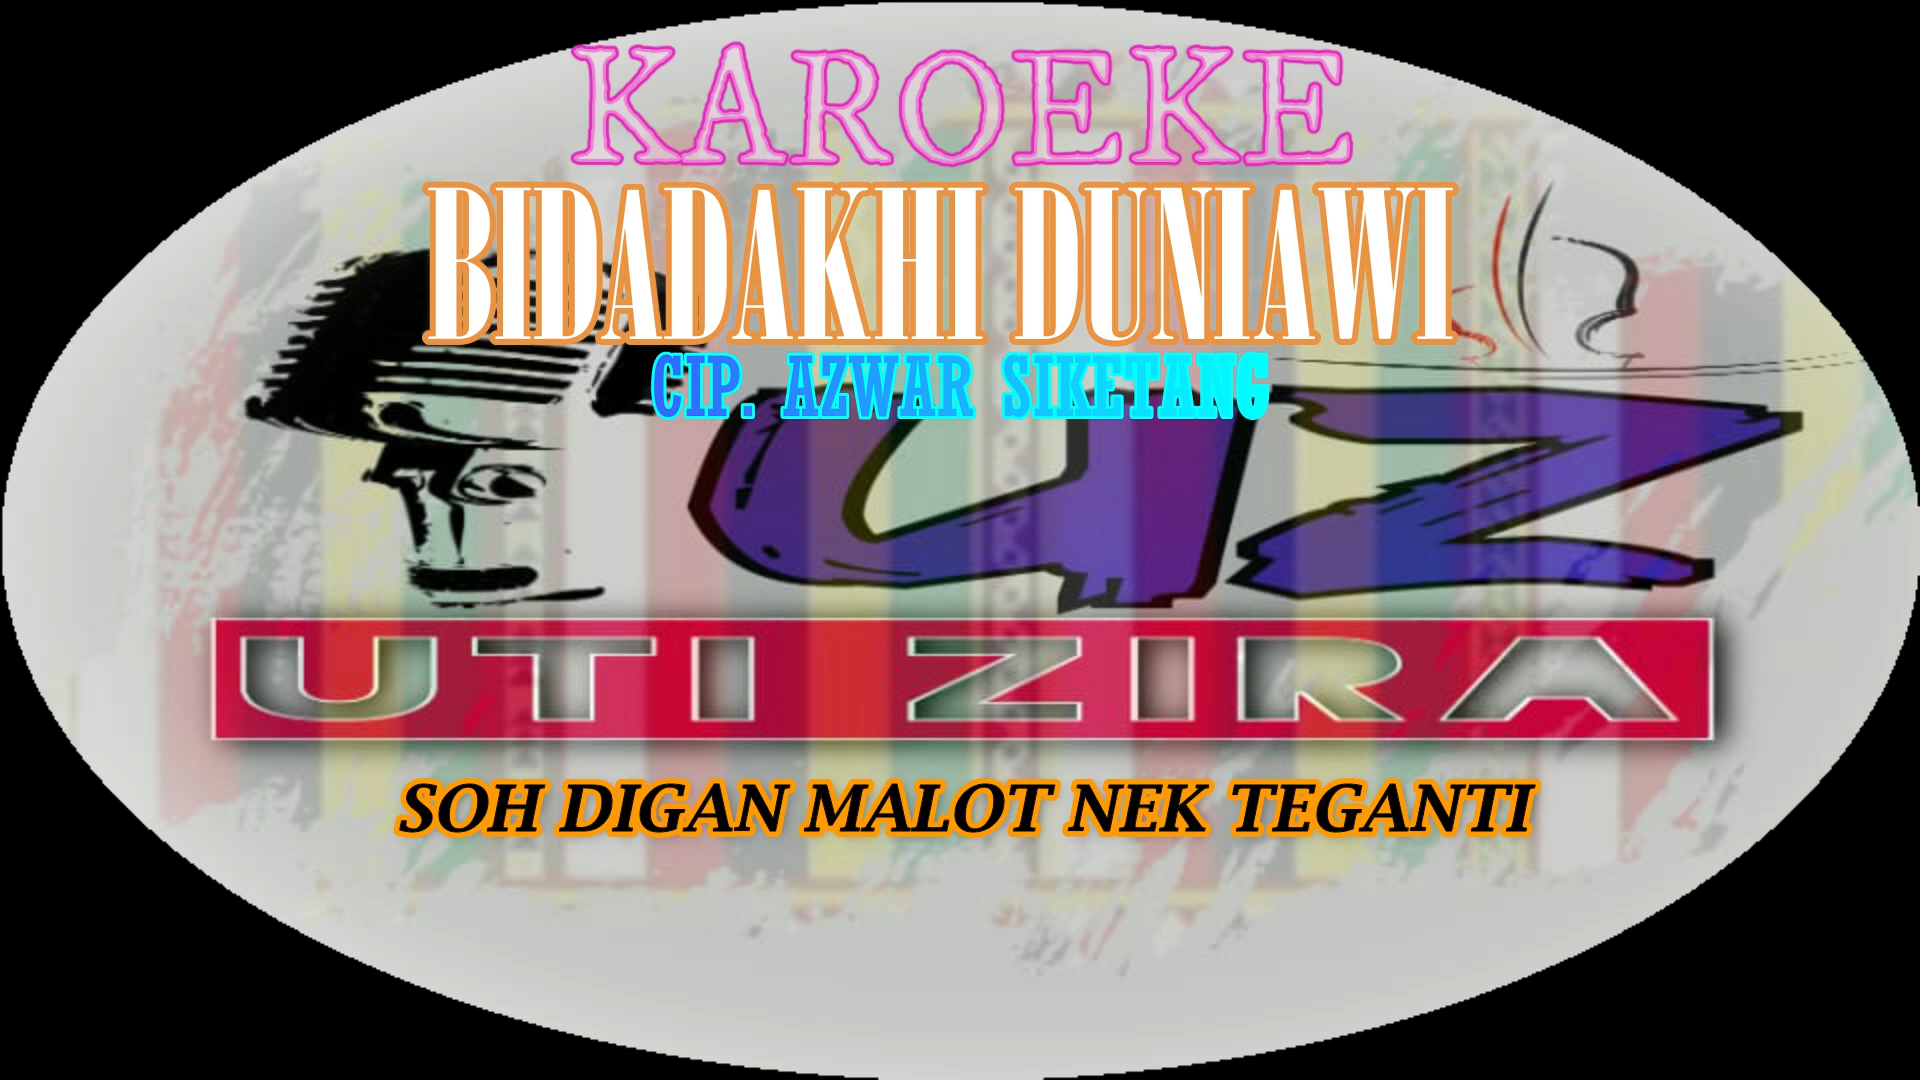 KAROEKE
BIDADAKHI DUNIAWI
CIP. AZWAR SIKETANG
UZ
UTI ZIRA
SOH DIGAN MALOT NEK TEGANTI